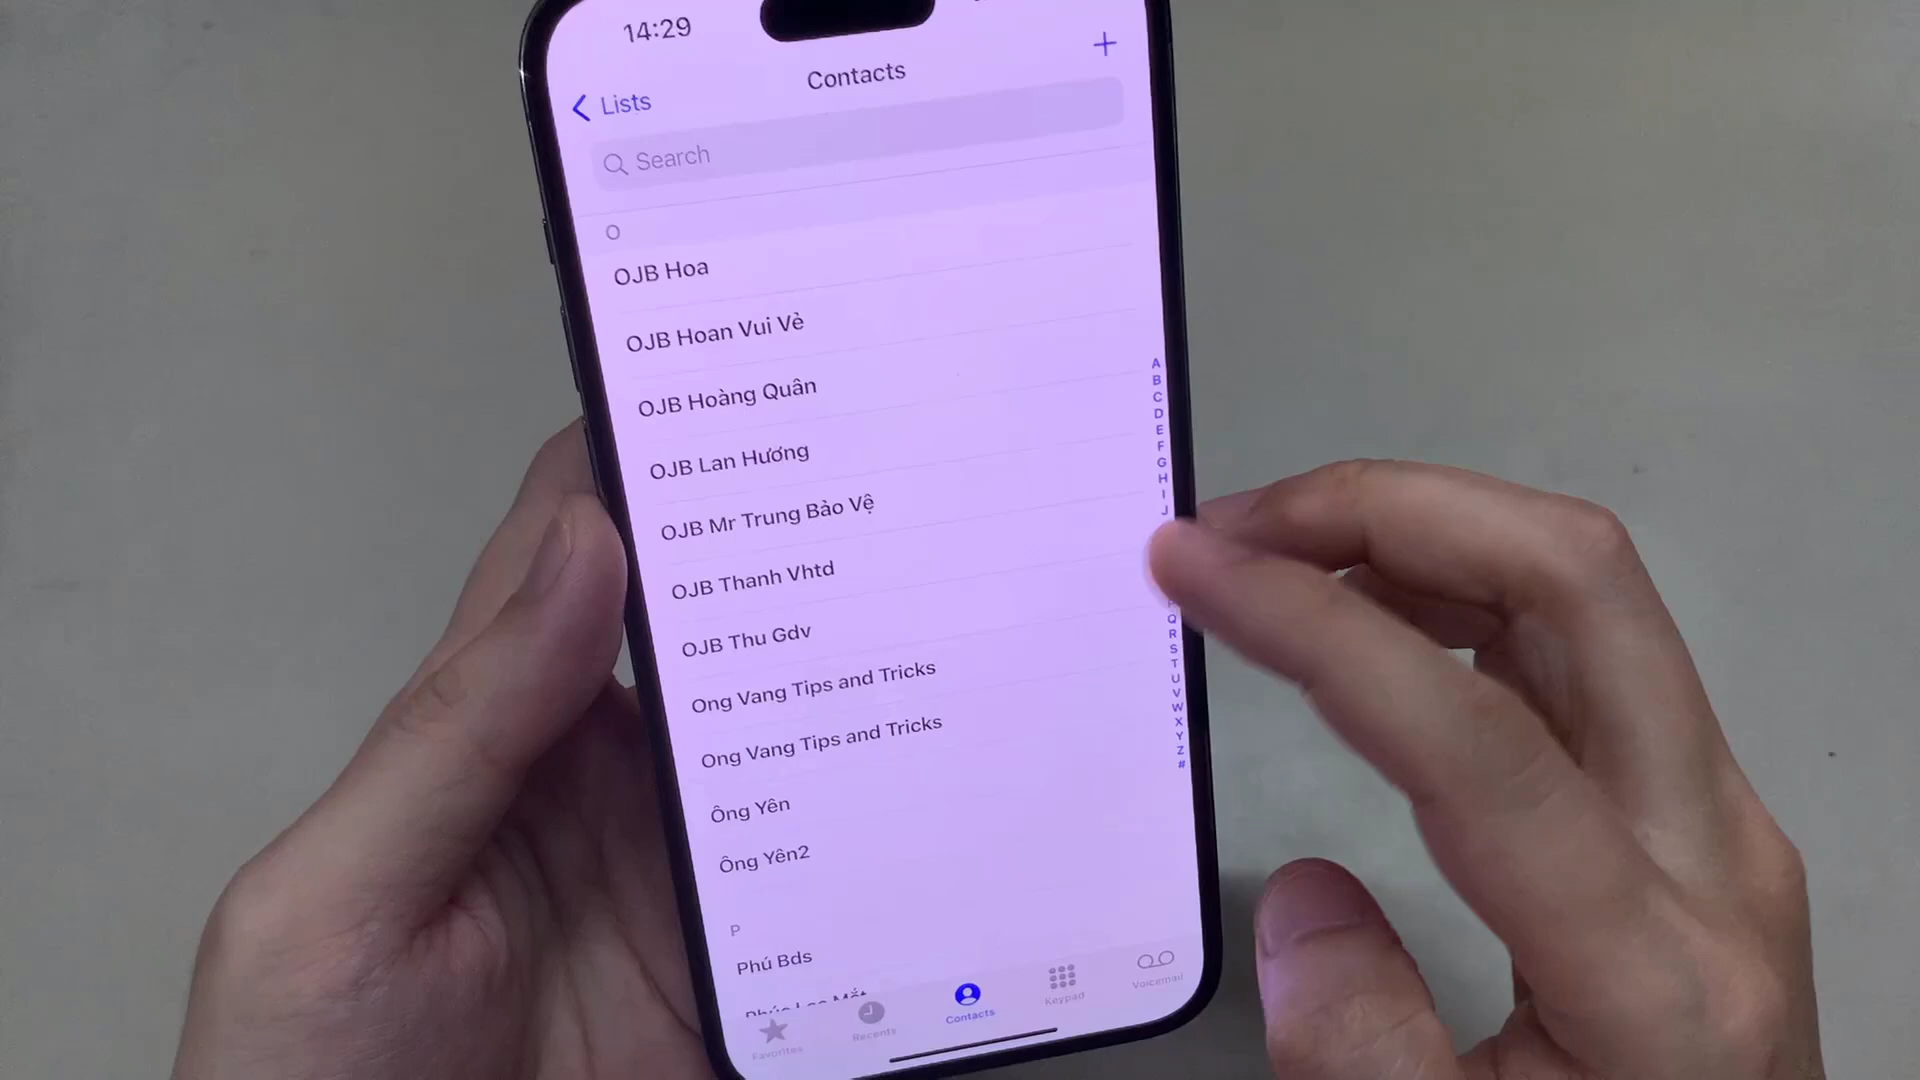 14:29
Lists
Contacts
+
Search
O
OJB Hoa
OJB Hoan Vui Vẻ
OJB Hoàng Quân
OJB Lan Hương
OJB Mr Trung Bảo Vệ
OJB Thanh Vhtd
OJB Thu Gdv
Ong Vang Tips and Tricks
Ong Vang Tips and Tricks
Ông Yên
Ông Yên2
P
Phú Bds
A
B
C
D
E
F
G
H
I
J
P
Q
R
S
T
U
V
W
X
Y
Z
#
Favorites
Recents
Contacts
Keypad
Voicemail